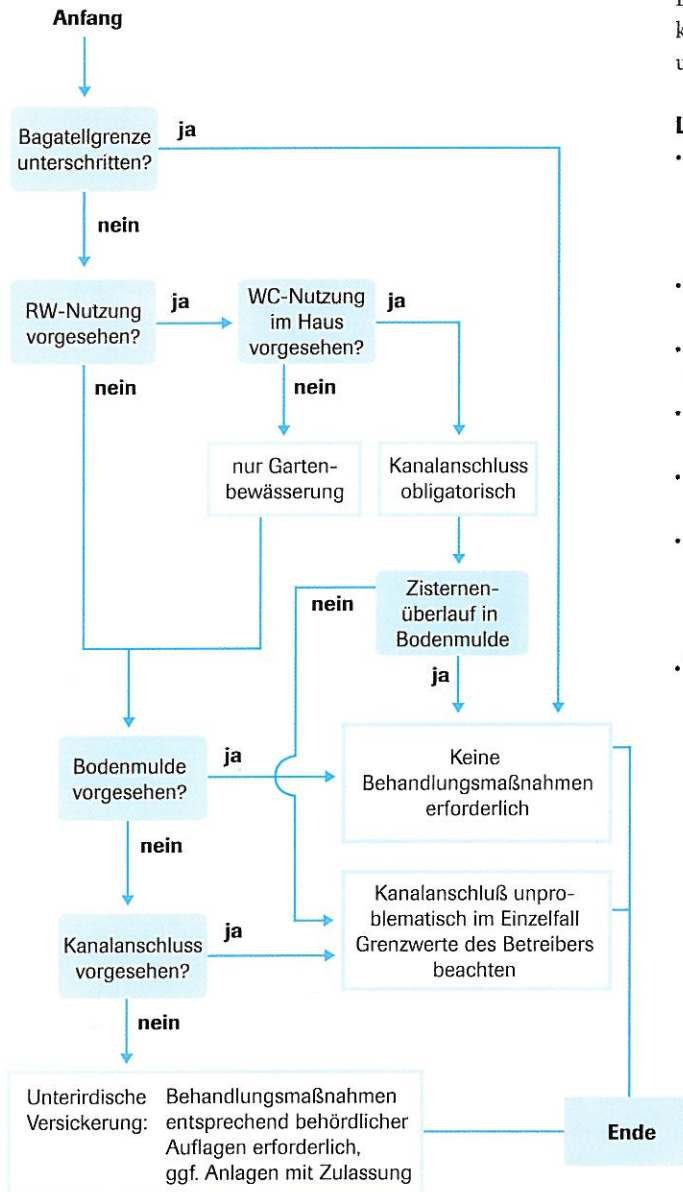 Anfang
Bagatellgrenze
unterschritten?
ja
nein
RW-Nutzung
vorgesehen?
ja
WC-Nutzung
im Haus
vorgesehen?
ja
nein
nein
nur Garten-
bewässerung
Kanalanschluss
obligatorisch
nein
Zisternen-
überlauf in
Bodenmulde
ja
Bodenmulde
vorgesehen?
ja
Keine
Behandlungsmaßnahmen
erforderlich
nein
Kanalanschluss
vorgesehen?
ja
Kanalanschluß unpro-
blematisch im Einzelfall
Grenzwerte des Betreibers
beachten
nein
Unterirdische Behandlungsmaßnahmen
Versickerung: entsprechend behördlicher
Auflagen erforderlich,
ggf. Anlagen mit Zulassung
Ende